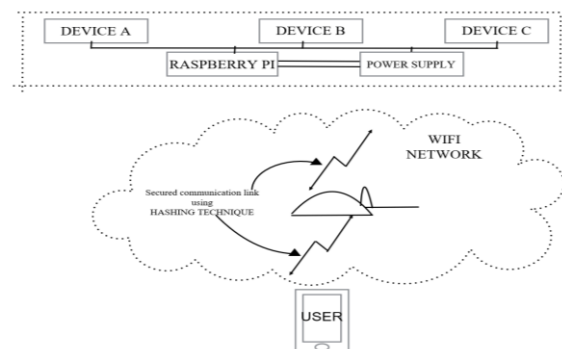 DEVICE A
DEVICE B
DEVICE C
RASPBERRY PI
POWER SUPPLY
WIFI
NETWORK
Secured communication link
using
HASHING TECHNIQUE
USER